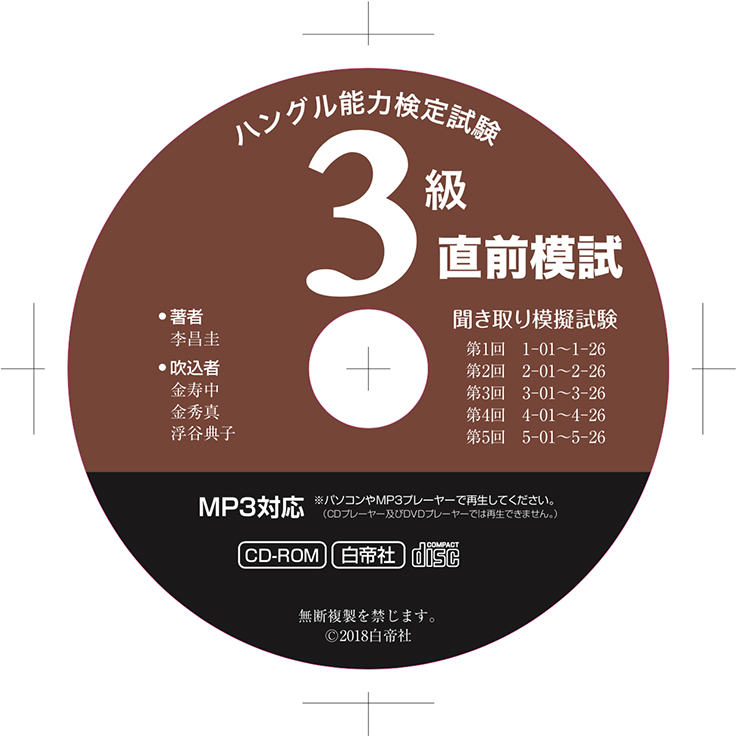 ハングル能力検定試験
3級
直前模試
●著者
李昌圭
●吹込者
金寿中
金秀真
浮谷典子
聞き取り模擬試験
第1回 1-01〜1-26
第2回 2-01〜2-26
第3回 3-01〜3-26
第4回 4-01〜4-26
第5回 5-01〜5-26
MP3対応 ※パソコンやMP3プレーヤーで再生してください。
（CDプレーヤー及びDVDプレーヤーでは再生できません。）
CD-ROM 白帝社 COMPACT disc
無断複製を禁じます。
©2018白帝社